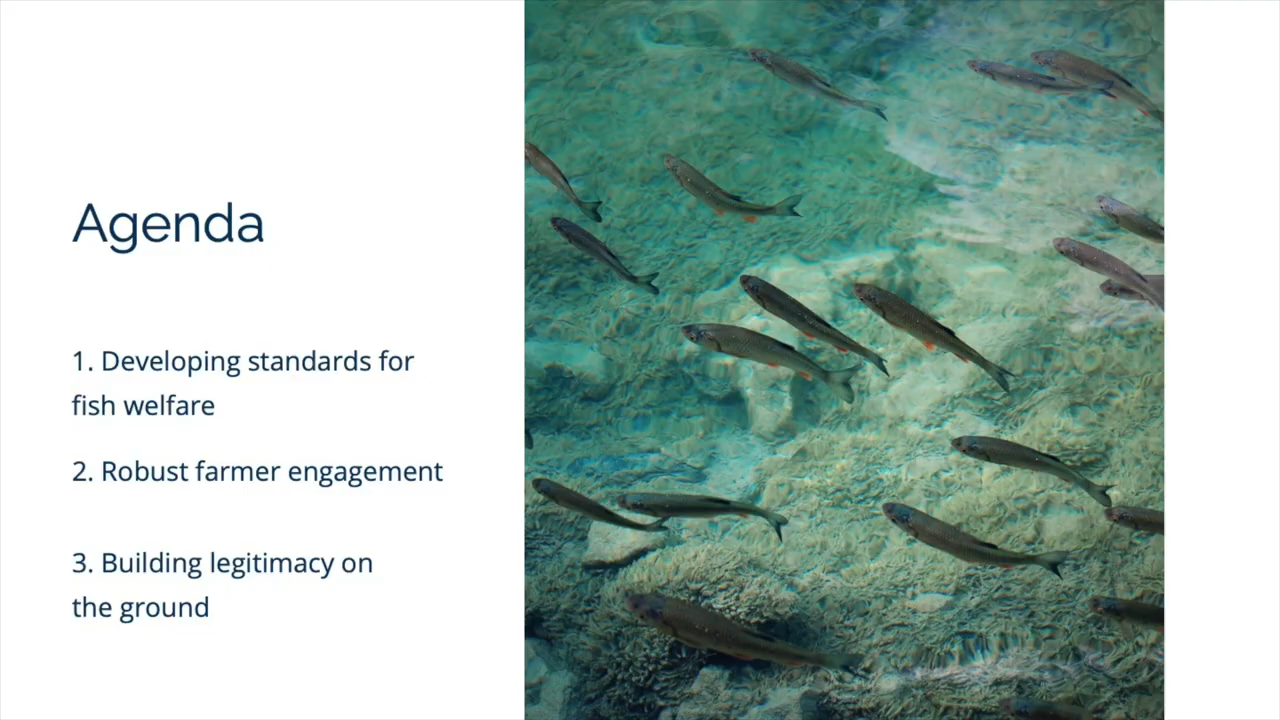 Agenda
1. Developing standards for
fish welfare
2. Robust farmer engagement
3. Building legitimacy on
the ground